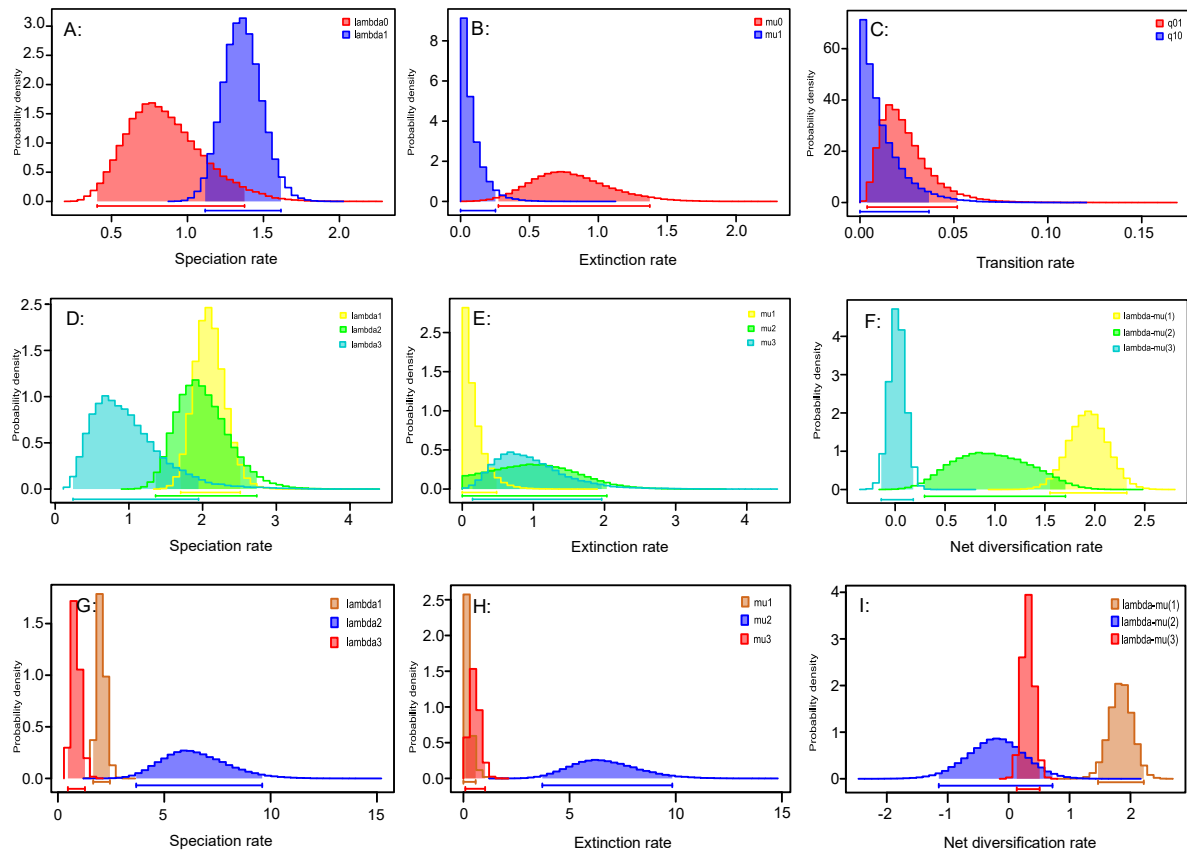 A:
lambda0
lambda1
Probability density
0.0
0.5
1.0
1.5
2.0
2.5
3.0
0.5
1.0
1.5
2.0
Speciation rate
B:
mu0
mu1
Probability density
0
2
4
6
8
0.0
0.5
1.0
1.5
2.0
Extinction rate
C:
q01
q10
Probability density
0
20
40
60
0.00
0.05
0.10
0.15
Transition rate
D:
lambda1
lambda2
lambda3
Probability density
0.0
0.5
1.0
1.5
2.5
0
1
2
3
4
Speciation rate
E:
mu1
mu2
mu3
Probability density
0.0
0.5
1.0
1.5
2.5
0
1
2
3
4
Extinction rate
F:
lambda-mu(1)
lambda-mu(2)
lambda-mu(3)
Probability density
0
1
2
3
4
0.0
0.5
1.0
1.5
2.0
2.5
Net diversification rate
G:
lambda1
lambda2
lambda3
Probability density
0.0
0.5
1.0
1.5
0
5
10
15
Speciation rate
H:
mu1
mu2
mu3
Probability density
0.0
0.5
1.0
1.5
2.0
2.5
0
5
10
15
Extinction rate
I:
lambda-mu(1)
lambda-mu(2)
lambda-mu(3)
Probability density
0
1
2
3
4
-2
-1
0
1
2
Net diversification rate